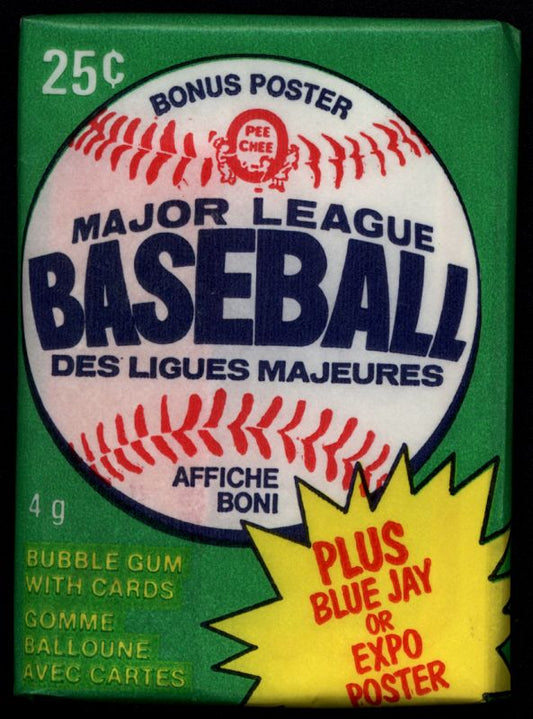 25¢
BONUS POSTER
PEE
CHEE
MAJOR LEAGUE
BASEBALL
DES LIGUES MAJEURES
AFFICHE
BONI
4 g
BUBBLE GUM
WITH CARDS
GOMME
BALLOUNE
AVEC CARTES
PLUS
BLUE JAY
OR
EXPO
POSTER